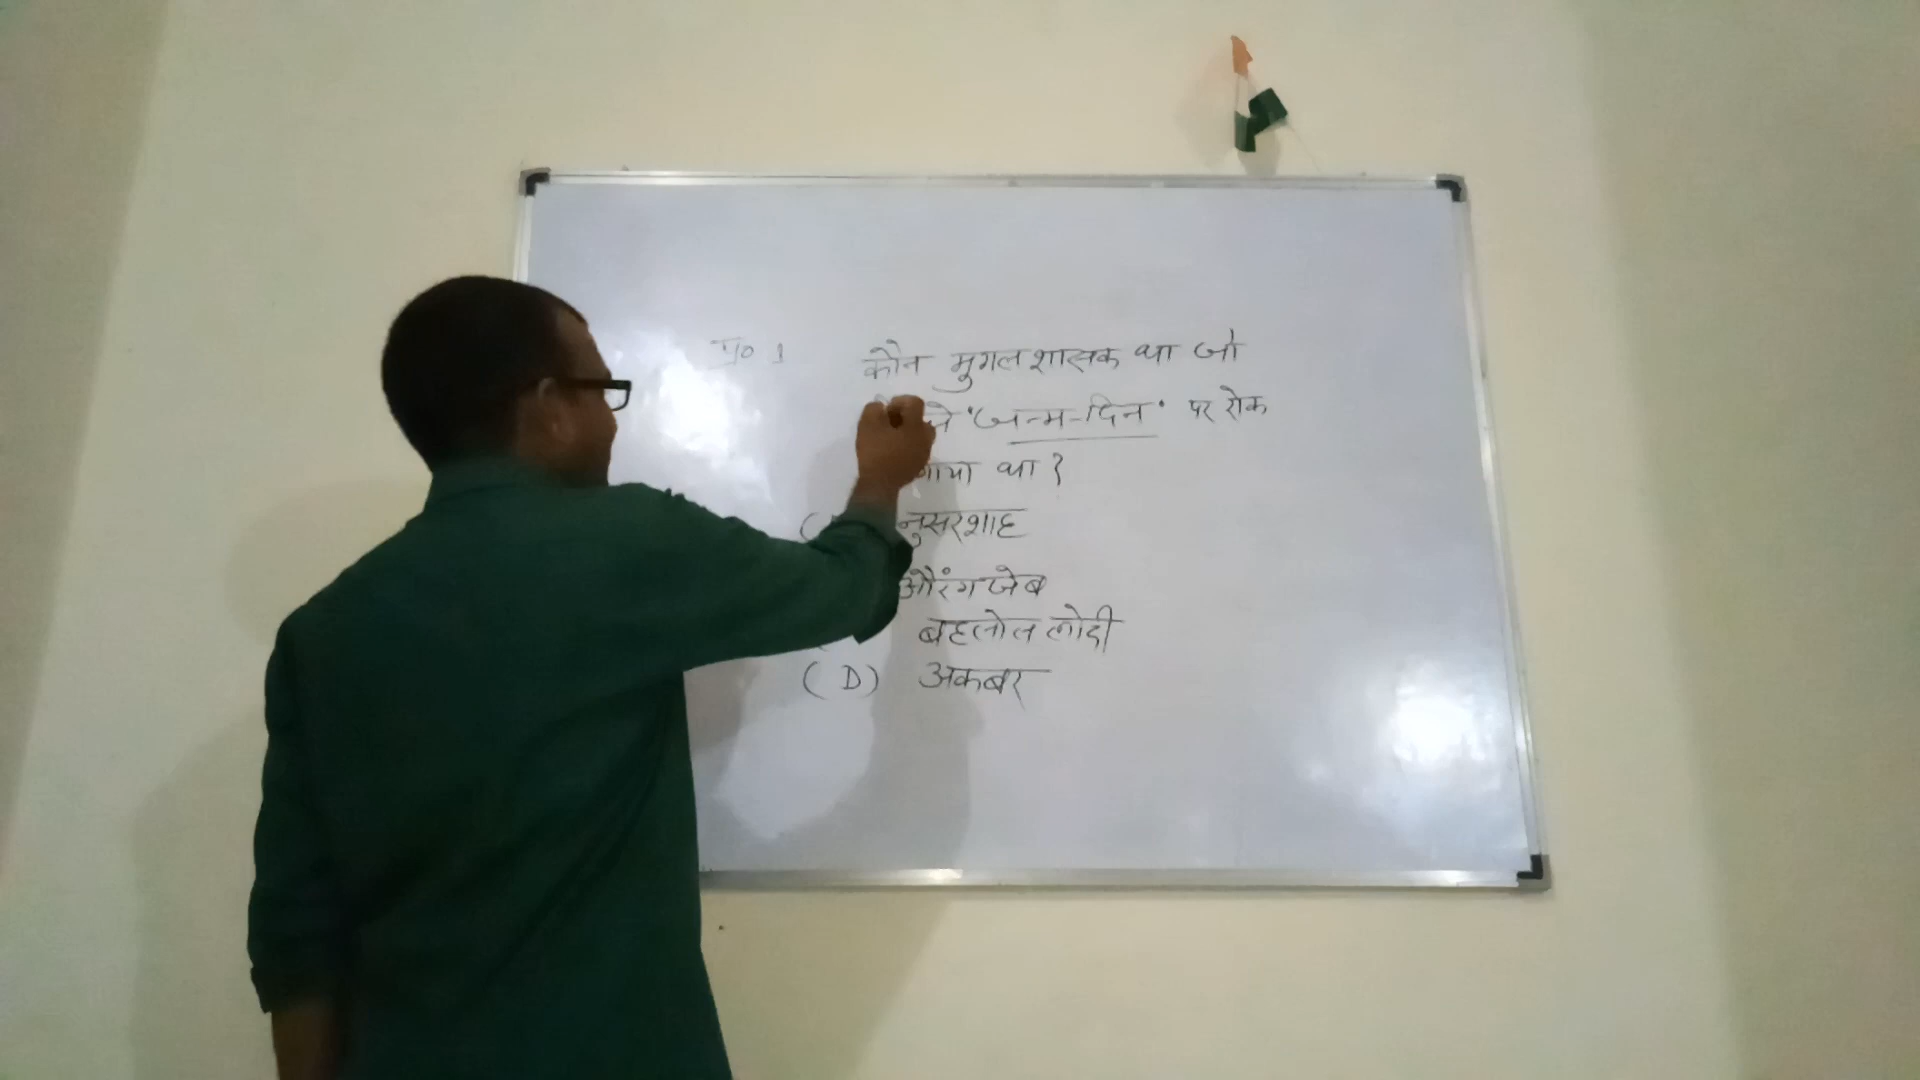 प्र० 1 कौन मुगल शासक था जो
'जन्म-दिन' पर रोक
था?
नुसरशाह
औरंगजेब
बहलोल लोदी
(D) अकबर